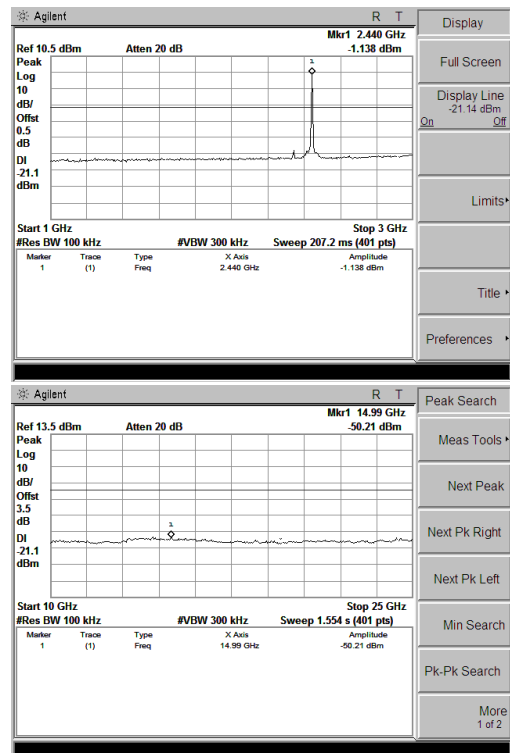 Agilent R T
Mkr1 2.440 GHz
Ref 10.5 dBm Atten 20 dB -1.138 dBm
Peak
Log
10
dB/
Offst
0.5
dB
DI
-21.1
dBm
1
Start 1 GHz Stop 3 GHz
#Res BW 100 kHz #VBW 300 kHz Sweep 207.2 ms (401 pts)
Marker Trace Type X Axis Amplitude
1 (1) Freq 2.440 GHz -1.138 dBm
Display
Full Screen
Display Line
-21.14 dBm
On Off
Limits
Title
Preferences
Agilent R T
Mkr1 14.99 GHz
Ref 13.5 dBm Atten 20 dB -50.21 dBm
Peak
Log
10
dB/
Offst
3.5
dB
DI
-21.1
dBm
1
Start 10 GHz Stop 25 GHz
#Res BW 100 kHz #VBW 300 kHz Sweep 1.554 s (401 pts)
Marker Trace Type X Axis Amplitude
1 (1) Freq 14.99 GHz -50.21 dBm
Peak Search
Meas Tools
Next Peak
Next Pk Right
Next Pk Left
Min Search
Pk-Pk Search
More
1 of 2